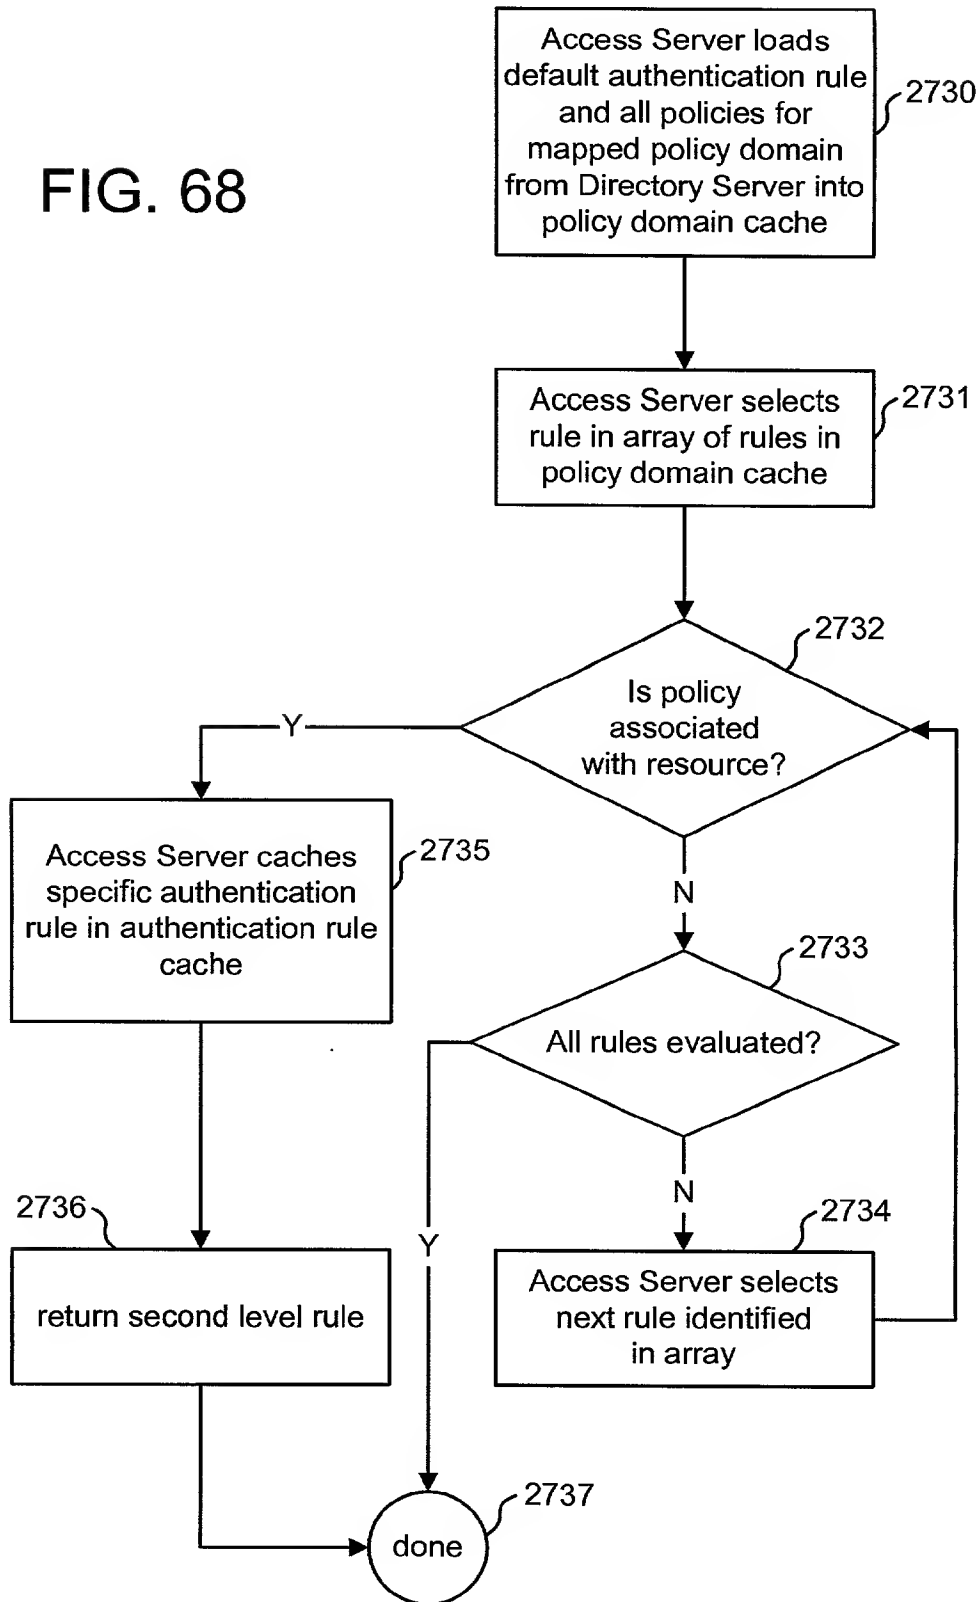 FIG. 68
Access Server loads
default authentication rule
and all policies for
mapped policy domain
from Directory Server into
policy domain cache
2730
Access Server selects
rule in array of rules in
policy domain cache
2731
Is policy
associated
with resource?
2732
Y
N
Access Server caches
specific authentication
rule in authentication rule
cache
2735
All rules evaluated?
2733
Y
N
return second level rule
2736
Access Server selects
next rule identified
in array
2734
done
2737